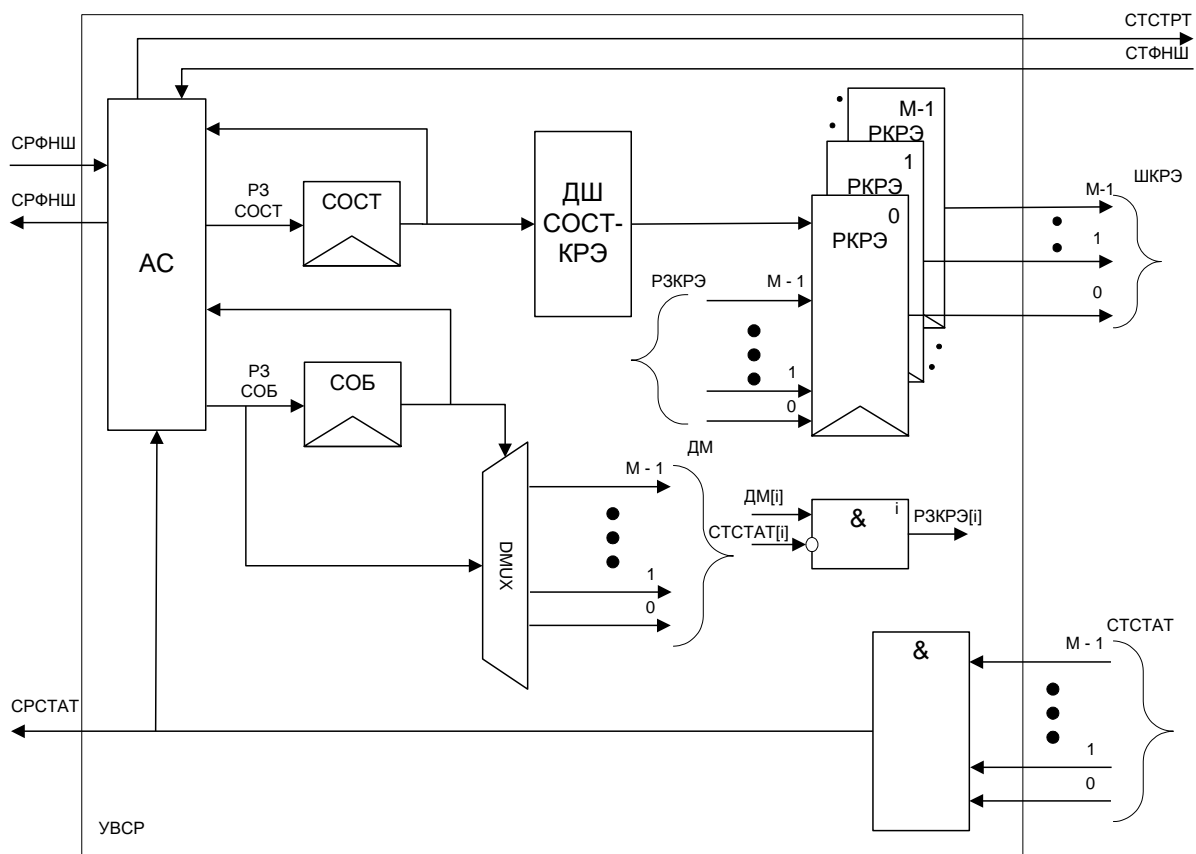 СТСТРТ
СТФНШ
СРФНШ
СРФНШ
АС
РЗ
СОСТ
СОСТ
ДШ
СОСТ-
КРЭ
М-1
РКРЭ
1
РКРЭ
0
РКРЭ
М-1
1
0
ШКРЭ
РЗКРЭ
М - 1
1
0
РЗ
СОБ
СОБ
DMUX
ДМ
М - 1
1
0
ДМ[i]
СТСТАТ[i]
&
i
РЗКРЭ[i]
&
СТСТАТ
М - 1
1
0
СРСТАТ
УВСР